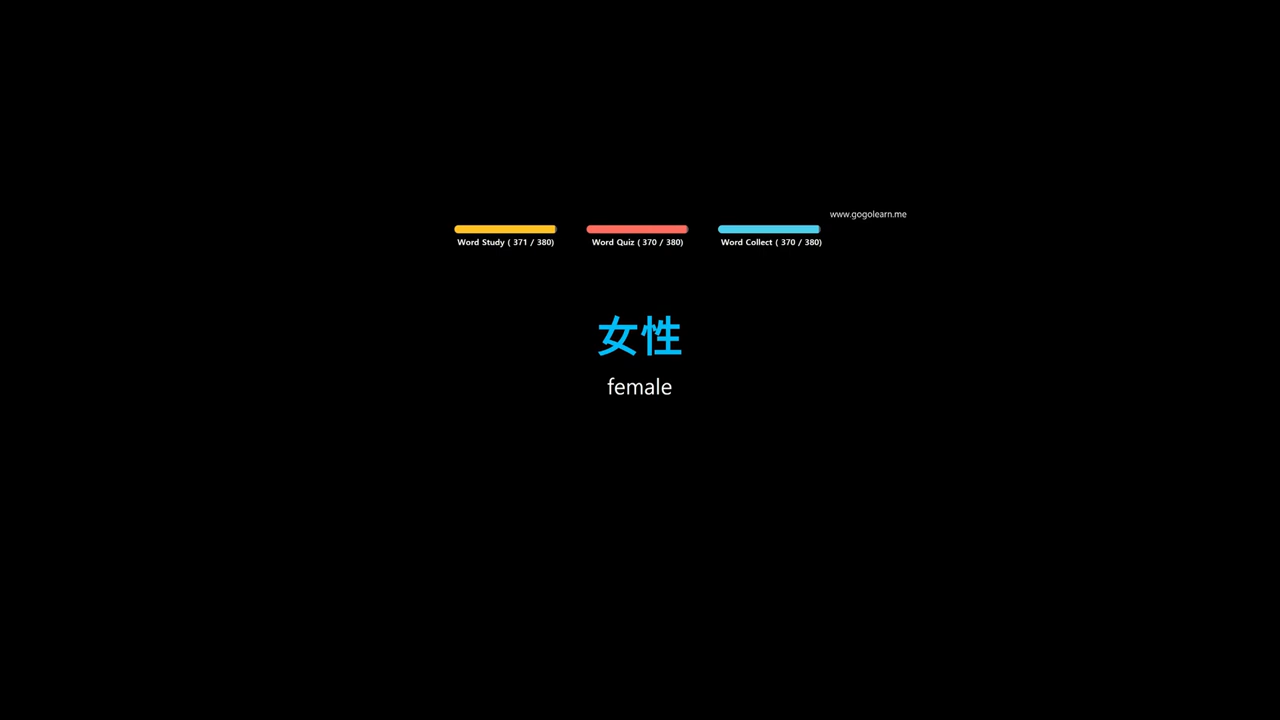 www.gogolearn.me
Word Study ( 371 / 380)
Word Quiz ( 370 / 380)
Word Collect ( 370 / 380)
女性
female